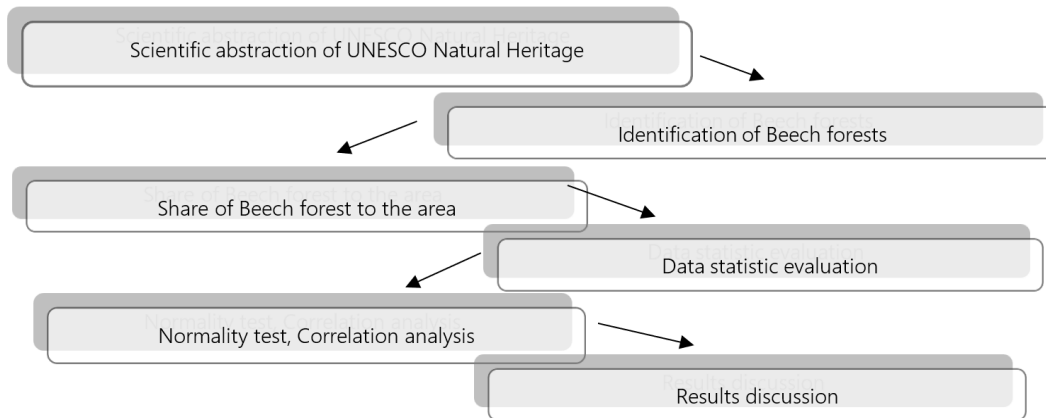 Scientific abstraction of UNESCO Natural Heritage
Identification of Beech forests
Share of Beech forest to the area
Data statistic evaluation
Normality test, Correlation analysis
Results discussion